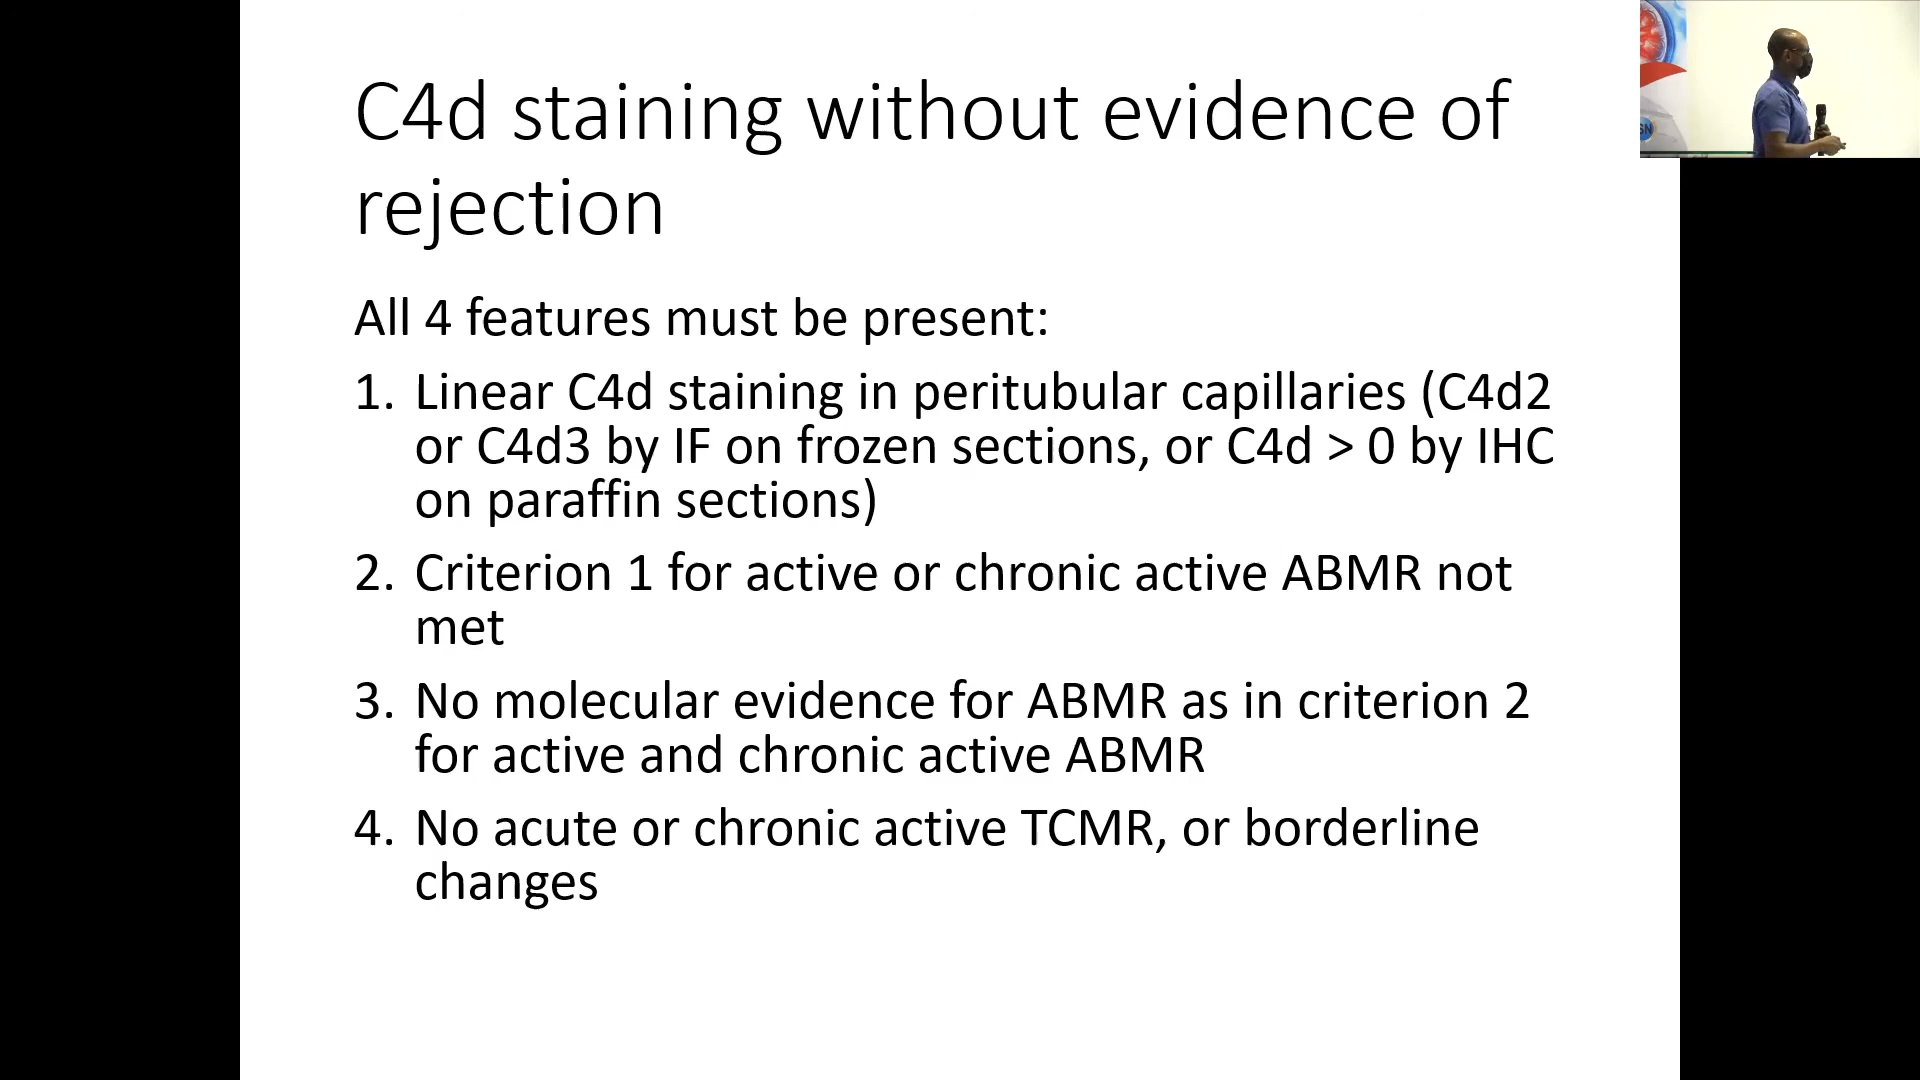 C4d staining without evidence of
rejection
All 4 features must be present:
1. Linear C4d staining in peritubular capillaries (C4d2
or C4d3 by IF on frozen sections, or C4d > 0 by IHC
on paraffin sections)
2. Criterion 1 for active or chronic active ABMR not
met
3. No molecular evidence for ABMR as in criterion 2
for active and chronic active ABMR
4. No acute or chronic active TCMR, or borderline
changes